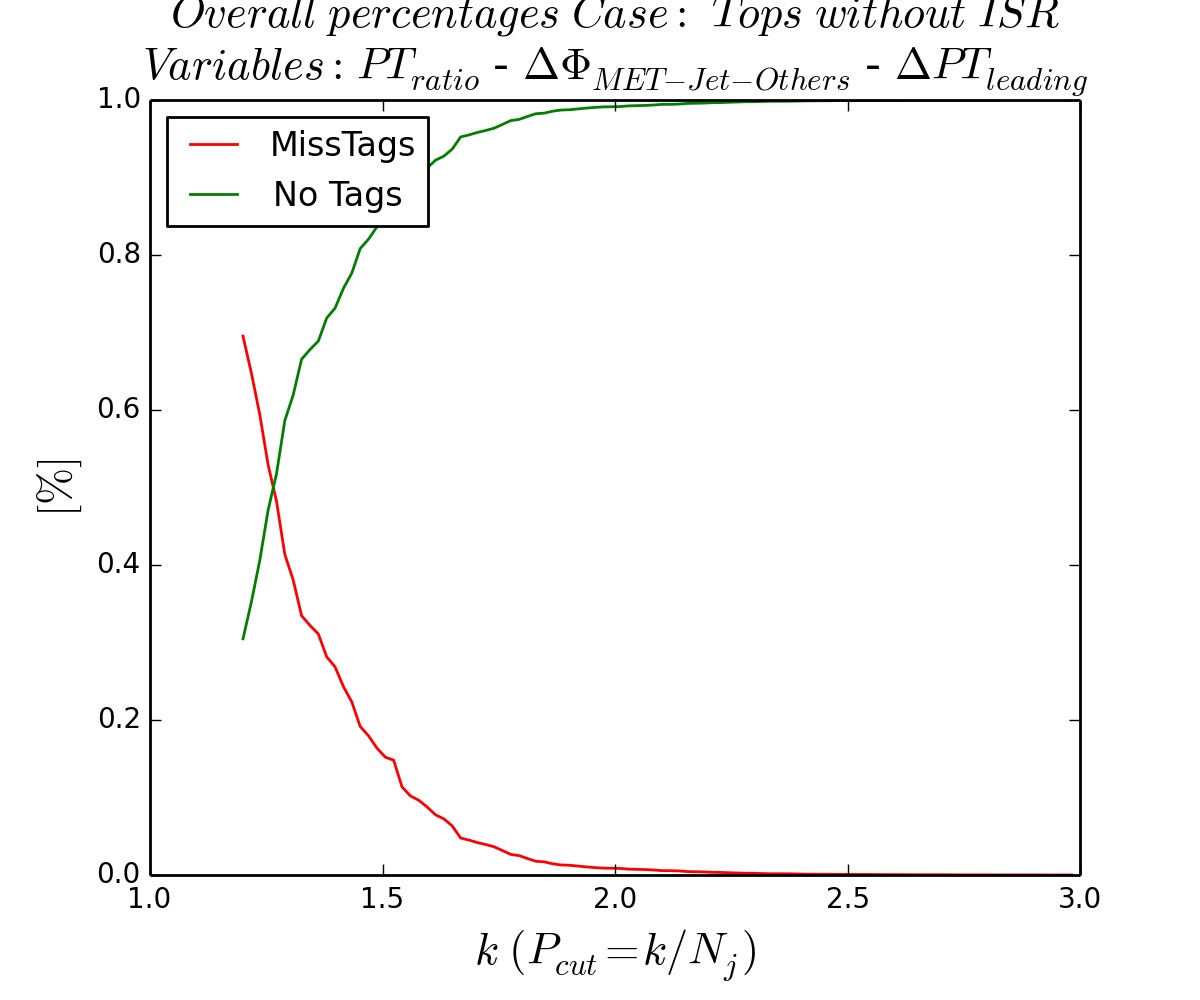 Overall percentages Case: Tops without ISR
Variables: PT_ratio - ΔΦ_MET−Jet−Others - ΔPT_leading
MissTags
No Tags
1.0
0.8
0.6
0.4
0.2
0.0
[%]
1.0 1.5 2.0 2.5 3.0
k (P_cut = k/N_j)